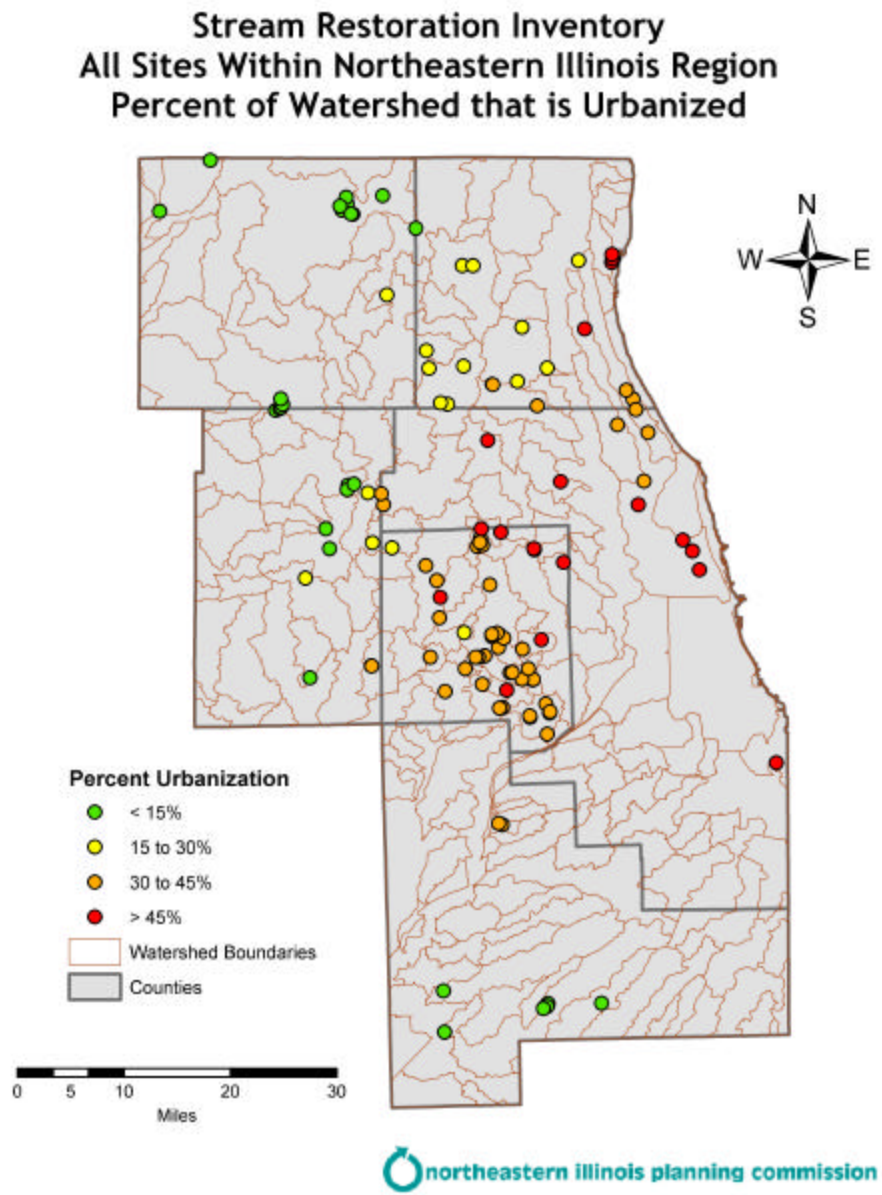 Stream Restoration Inventory
All Sites Within Northeastern Illinois Region
Percent of Watershed that is Urbanized
N
W E
S
Percent Urbanization
< 15%
15 to 30%
30 to 45%
> 45%
Watershed Boundaries
Counties
0 5 10 20 30
Miles
northeastern illinois planning commission